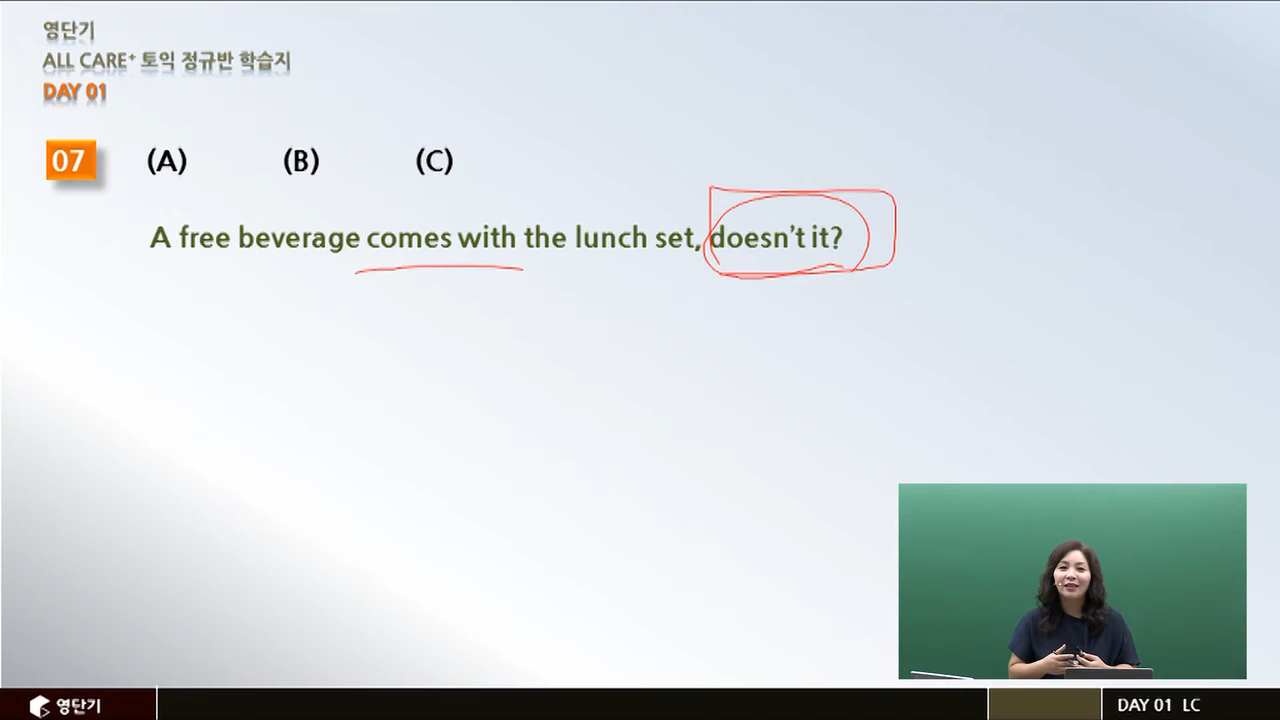 영단기
ALL CARE⁺ 토익 정규반 학습지
DAY 01
07 (A) (B) (C)
A free beverage comes with the lunch set, doesn't it?
영단기
DAY 01 LC